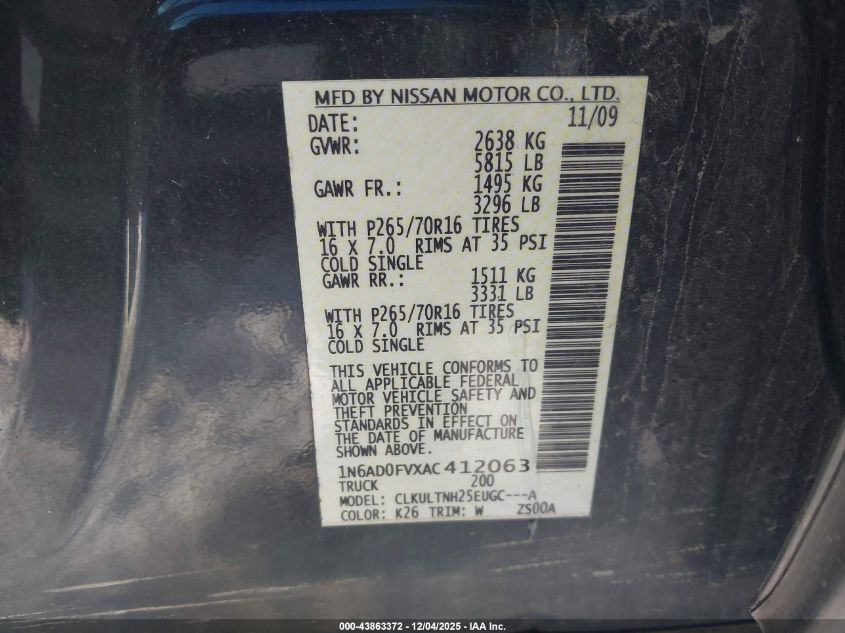 MFD BY NISSAN MOTOR CO., LTD.
DATE: 11/09
GVWR: 2638 KG
5815 LB
GAWR FR.: 1495 KG
3296 LB
WITH P265/70R16 TIRES
16 X 7.0 RIMS AT 35 PSI
COLD SINGLE
GAWR RR.: 1511 KG
3331 LB
WITH P265/70R16 TIRES
16 X 7.0 RIMS AT 35 PSI
COLD SINGLE
THIS VEHICLE CONFORMS TO
ALL APPLICABLE FEDERAL
MOTOR VEHICLE SAFETY AND
THEFT PREVENTION
STANDARDS IN EFFECT ON
THE DATE OF MANUFACTURE
SHOWN ABOVE.
1N6AD0FVXAC412063
TRUCK 200
MODEL: CLKULTNH25EUGC---A
COLOR: K26 TRIM: W ZS00A
000-43863372 - 12/04/2025 - IAA Inc.